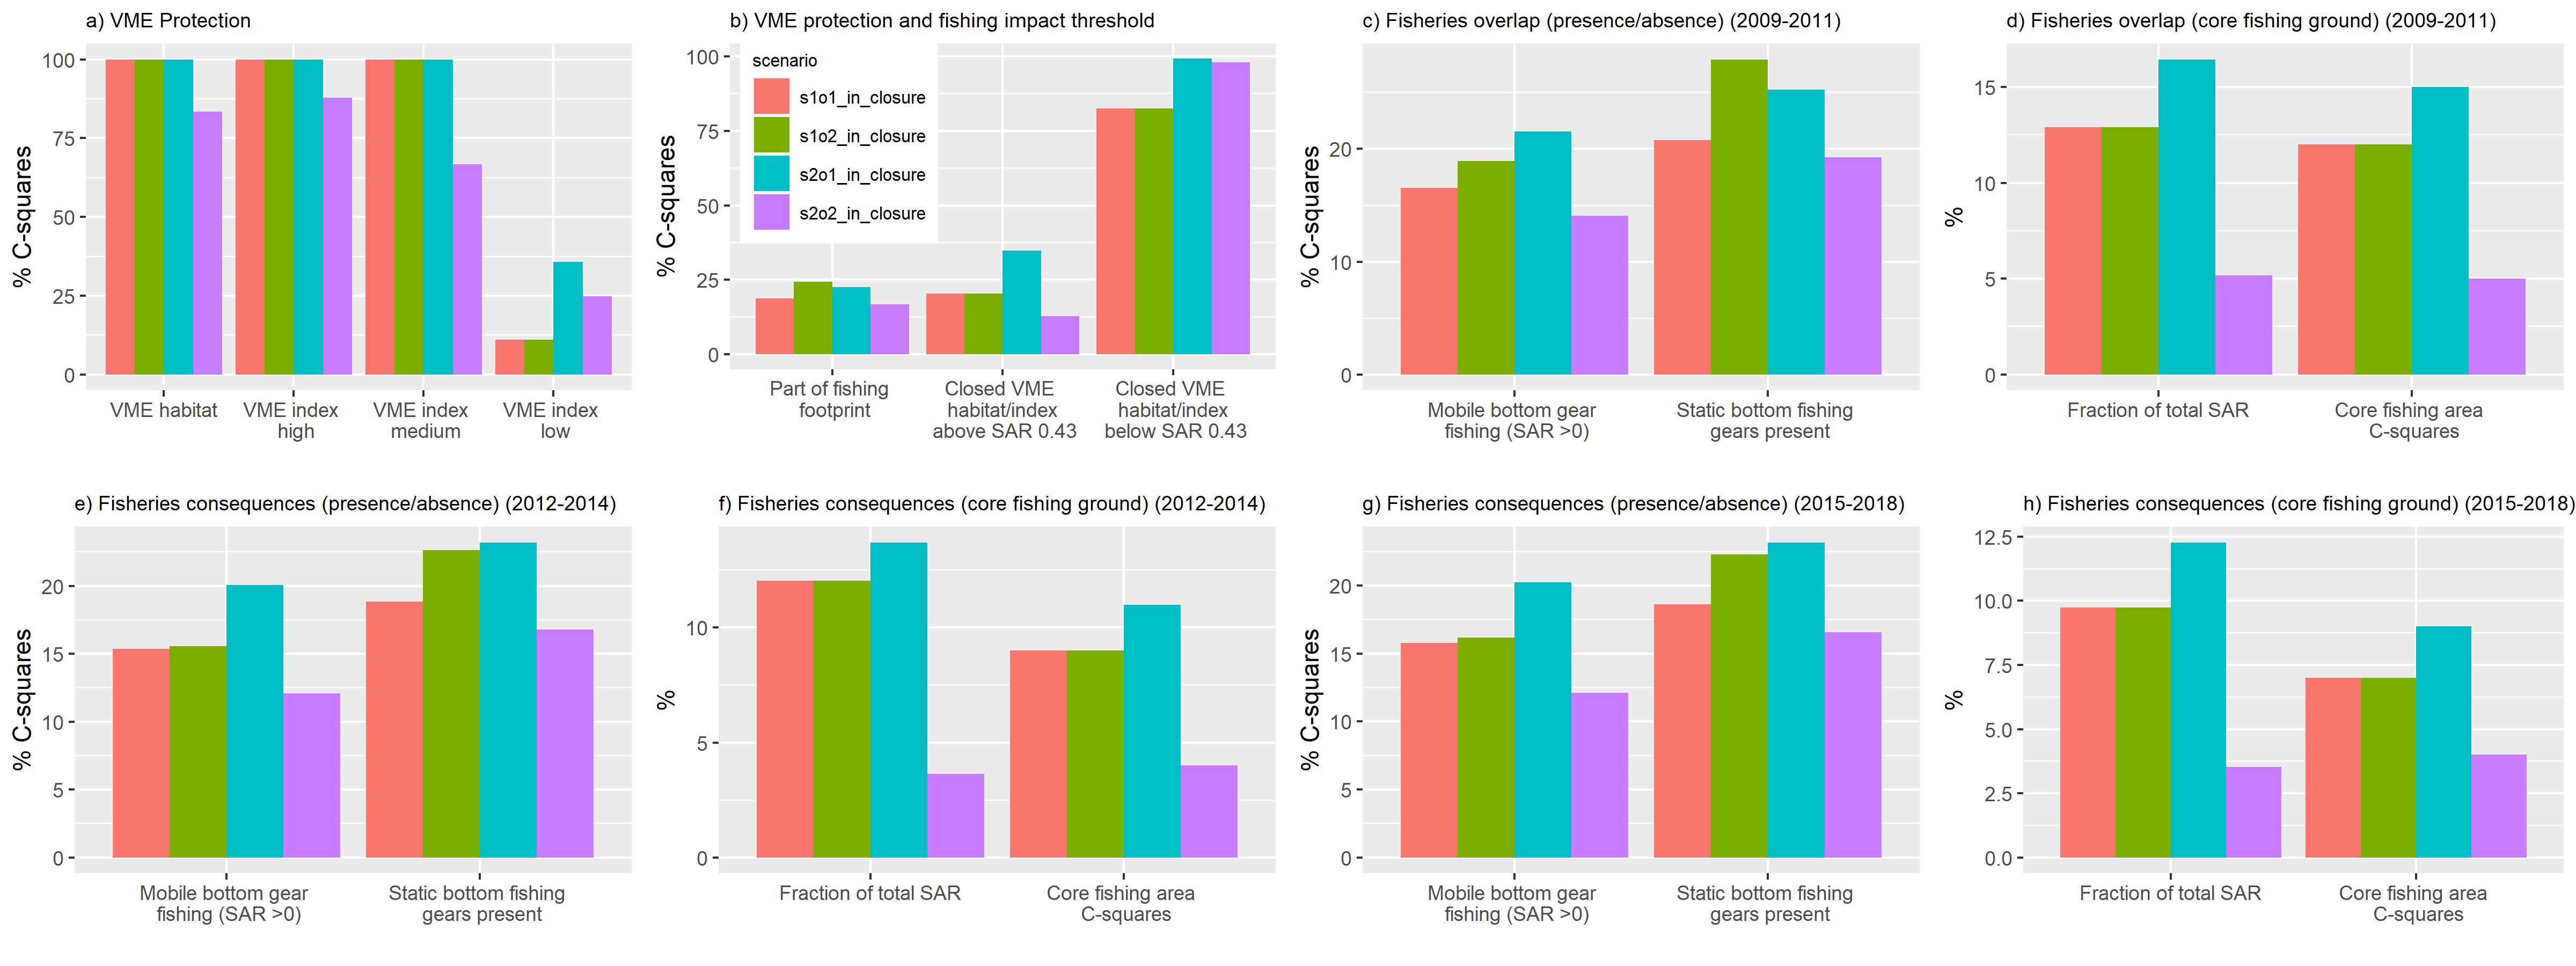 a) VME Protection
% C-squares
100
75
50
25
0
VME habitat
VME index
high
VME index
medium
VME index
low
b) VME protection and fishing impact threshold
% C-squares
100
75
50
25
0
scenario
s1o1_in_closure
s1o2_in_closure
s2o1_in_closure
s2o2_in_closure
Part of fishing
footprint
Closed VME
habitat/index
above SAR 0.43
Closed VME
habitat/index
below SAR 0.43
c) Fisheries overlap (presence/absence) (2009-2011)
% C-squares
20
10
0
Mobile bottom gear
fishing (SAR >0)
Static bottom fishing
gears present
d) Fisheries overlap (core fishing ground) (2009-2011)
%
15
10
5
0
Fraction of total SAR
Core fishing area
C-squares
e) Fisheries consequences (presence/absence) (2012-2014)
% C-squares
20
15
10
5
0
Mobile bottom gear
fishing (SAR >0)
Static bottom fishing
gears present
f) Fisheries consequences (core fishing ground) (2012-2014)
%
10
5
0
Fraction of total SAR
Core fishing area
C-squares
g) Fisheries consequences (presence/absence) (2015-2018)
% C-squares
20
15
10
5
0
Mobile bottom gear
fishing (SAR >0)
Static bottom fishing
gears present
h) Fisheries consequences (core fishing ground) (2015-2018)
%
12.5
10.0
7.5
5.0
2.5
0.0
Fraction of total SAR
Core fishing area
C-squares